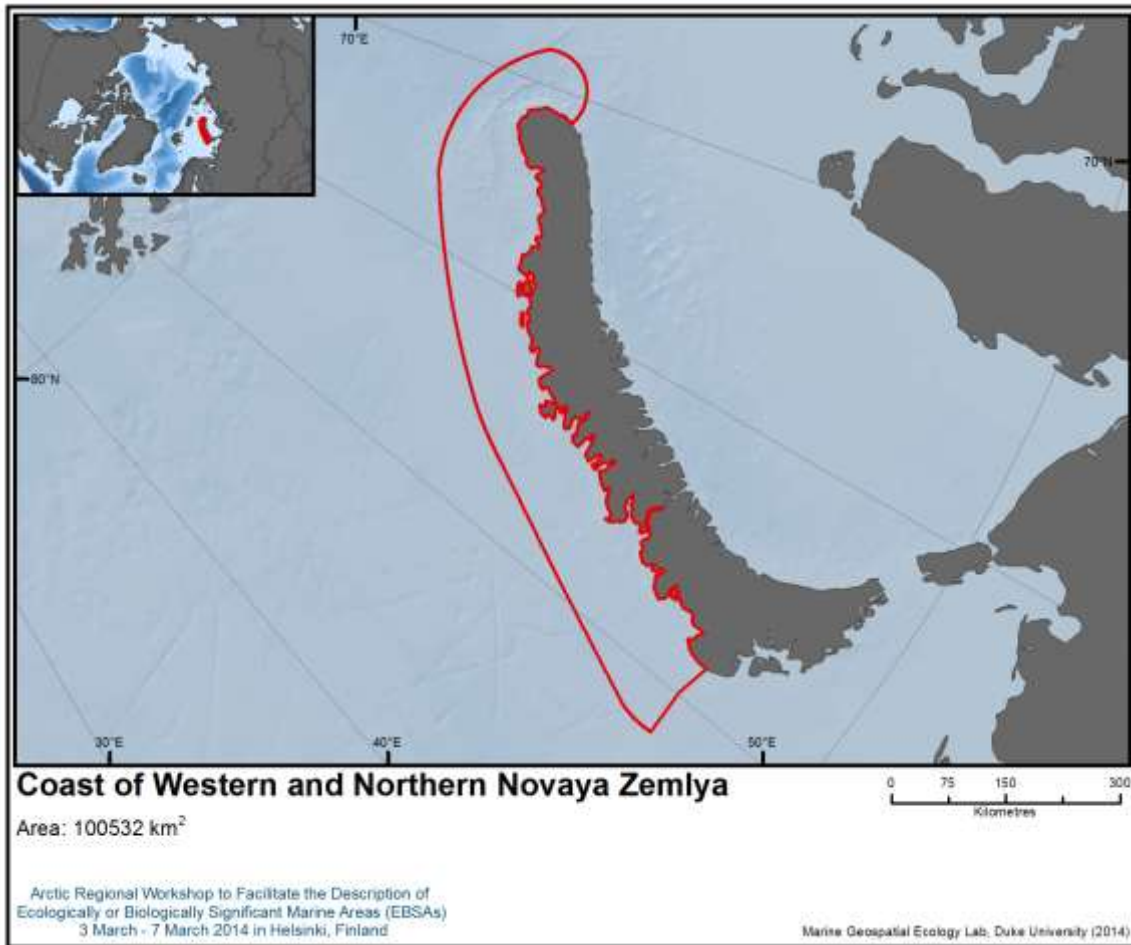 70°E
70°N
80°N
30°E
40°E
50°E
Coast of Western and Northern Novaya Zemlya
Area: 100532 km²
0 75 150 300
Kilometres
Arctic Regional Workshop to Facilitate the Description of
Ecologically or Biologically Significant Marine Areas (EBSAs)
3 March - 7 March 2014 in Helsinki, Finland
Marine Geospatial Ecology Lab, Duke University (2014)